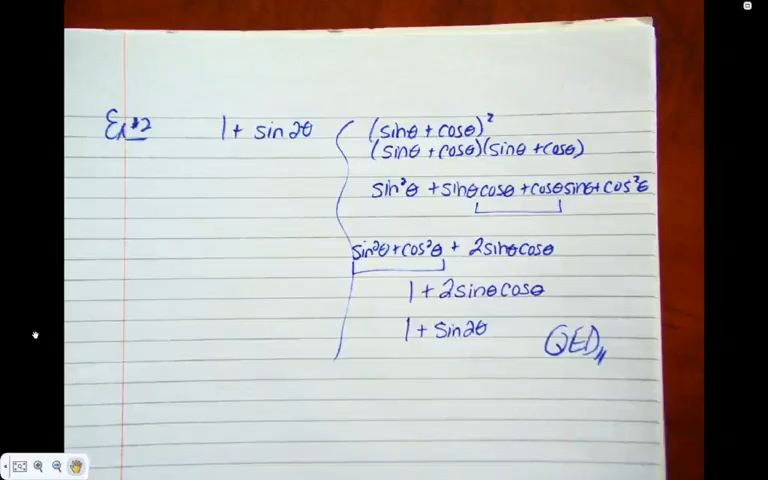 Ex#2 1 + sin2θ (sinθ + cosθ)²
(sinθ + cosθ)(sinθ + cosθ)
sin²θ + sinθcosθ + cosθsinθ + cos²θ
sin²θ + cos²θ + 2sinθcosθ
1 + 2sinθcosθ
1 + sin2θ
QED